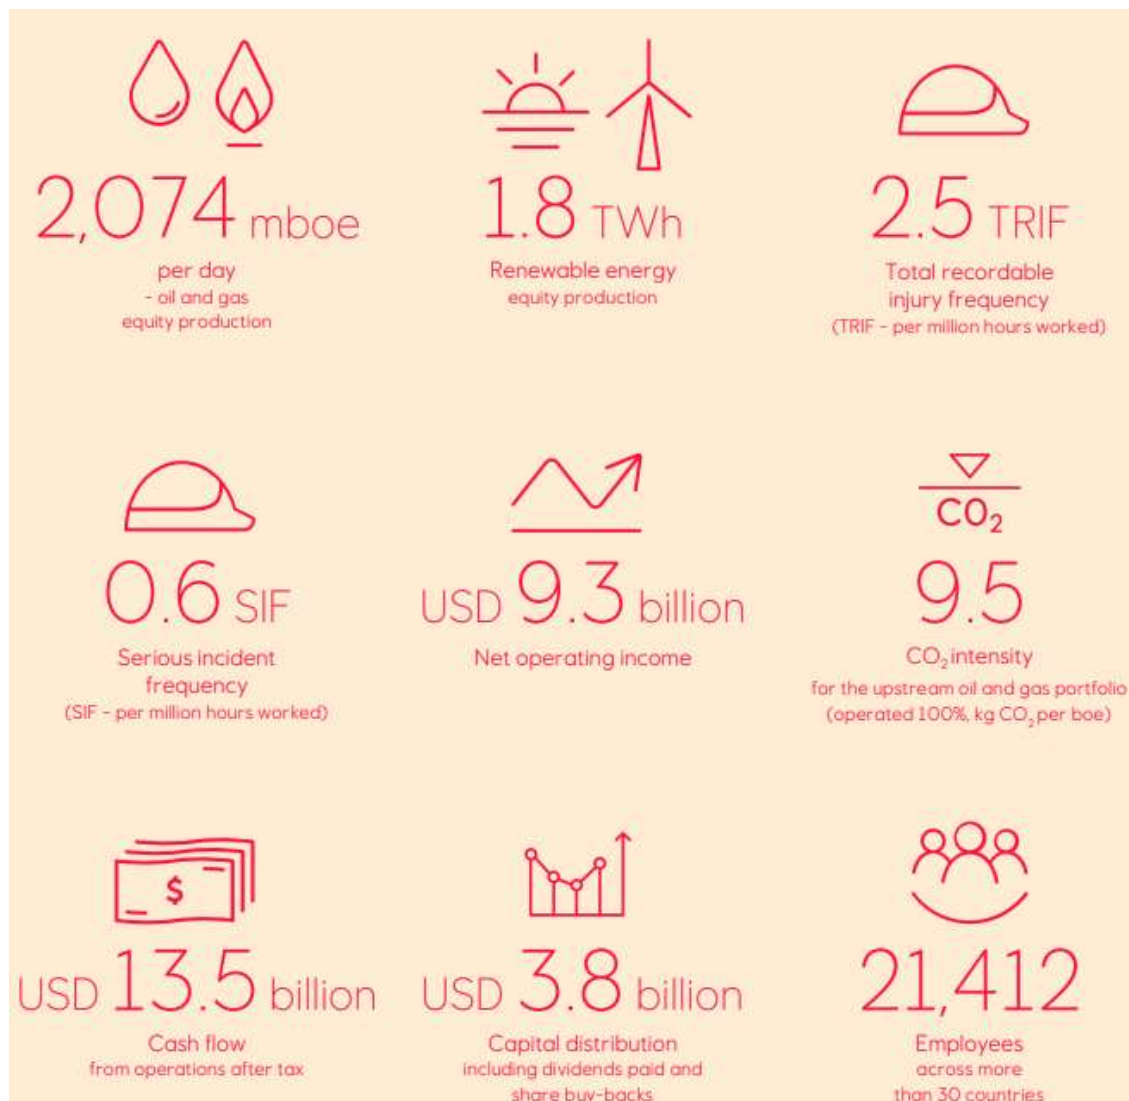 2,074 mboe
per day
- oil and gas
equity production
1.8 TWh
Renewable energy
equity production
2.5 TRIF
Total recordable
injury frequency
(TRIF – per million hours worked)
0.6 SIF
Serious incident
frequency
(SIF – per million hours worked)
USD 9.3 billion
Net operating income
CO₂
9.5
CO₂ intensity
for the upstream oil and gas portfolio
(operated 100%, kg CO₂ per boe)
$
USD 13.5 billion
Cash flow
from operations after tax
USD 3.8 billion
Capital distribution
including dividends paid and
share buy-backs
21,412
Employees
across more
than 30 countries